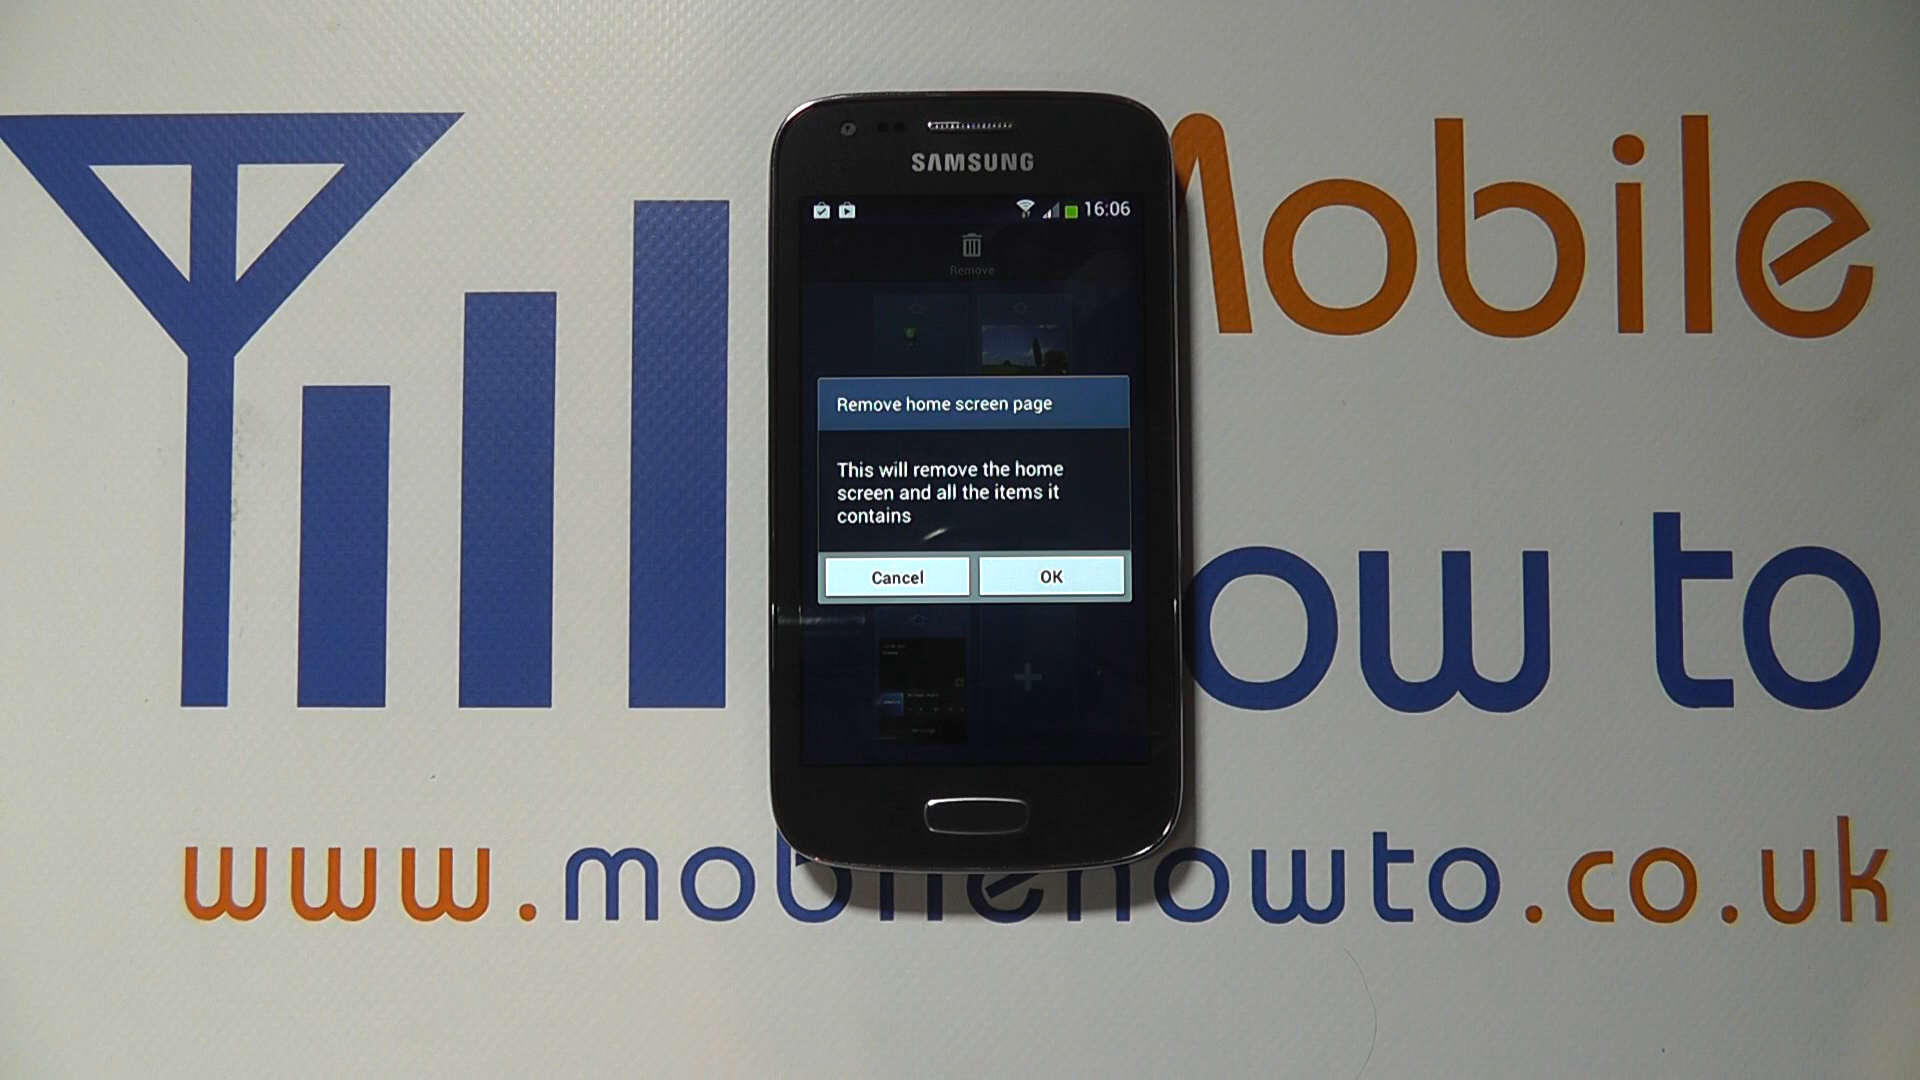 Mobile
SAMSUNG
16:06
Remove
Remove home screen page
This will remove the home
screen and all the items it
contains
Cancel OK
ow to
www.mobilehowto.co.uk